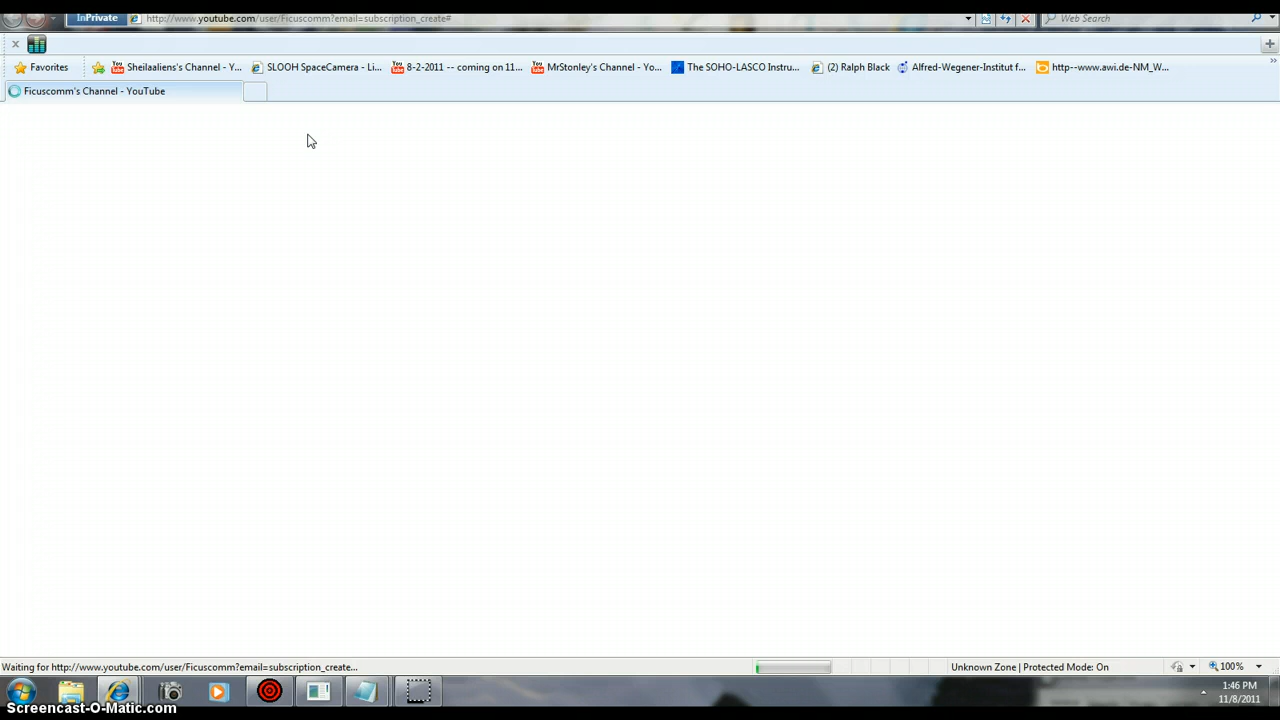 InPrivate http://www.youtube.com/user/Ficuscomm?email=subscription_create# Web Search
Favorites Sheilaaliens's Channel - Y... SLOOH SpaceCamera - Li... 8-2-2011 -- coming on 11... MrStonley's Channel - Yo... The SOHO-LASCO Instru... (2) Ralph Black Alfred-Wegener-Institut f... http--www.awi.de-NM_W...
Ficuscomm's Channel - YouTube
Waiting for http://www.youtube.com/user/Ficuscomm?email=subscription_create... Unknown Zone | Protected Mode: On 100%
1:46 PM
11/8/2011
Screencast-O-Matic.com